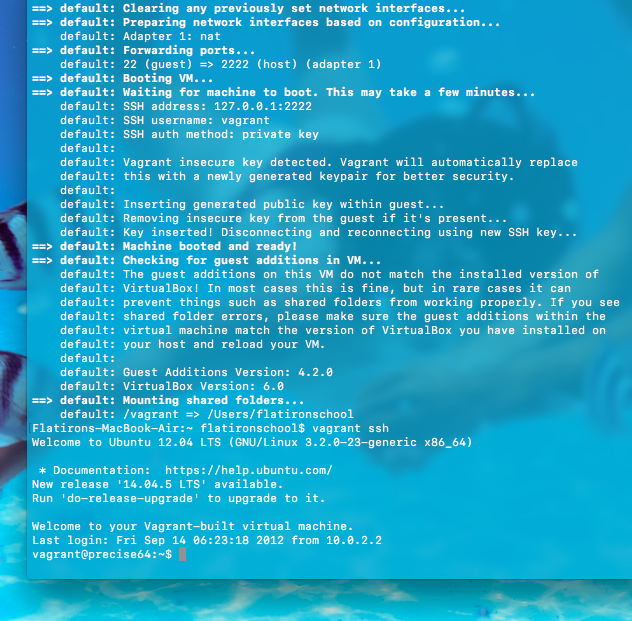 ==> default: Clearing any previously set network interfaces...
==> default: Preparing network interfaces based on configuration...
    default: Adapter 1: nat
==> default: Forwarding ports...
    default: 22 (guest) => 2222 (host) (adapter 1)
==> default: Booting VM...
==> default: Waiting for machine to boot. This may take a few minutes...
    default: SSH address: 127.0.0.1:2222
    default: SSH username: vagrant
    default: SSH auth method: private key
    default:
    default: Vagrant insecure key detected. Vagrant will automatically replace
    default: this with a newly generated keypair for better security.
    default:
    default: Inserting generated public key within guest...
    default: Removing insecure key from the guest if it's present...
    default: Key inserted! Disconnecting and reconnecting using new SSH key...
==> default: Machine booted and ready!
==> default: Checking for guest additions in VM...
    default: The guest additions on this VM do not match the installed version of
    default: VirtualBox! In most cases this is fine, but in rare cases it can
    default: prevent things such as shared folders from working properly. If you see
    default: shared folder errors, please make sure the guest additions within the
    default: virtual machine match the version of VirtualBox you have installed on
    default: your host and reload your VM.
    default:
    default: Guest Additions Version: 4.2.0
    default: VirtualBox Version: 6.0
==> default: Mounting shared folders...
    default: /vagrant => /Users/flatironschool
Flatirons-MacBook-Air:~ flatironschool$ vagrant ssh
Welcome to Ubuntu 12.04 LTS (GNU/Linux 3.2.0-23-generic x86_64)

 * Documentation:  https://help.ubuntu.com/
New release '14.04.5 LTS' available.
Run 'do-release-upgrade' to upgrade to it.

Welcome to your Vagrant-built virtual machine.
Last login: Fri Sep 14 06:23:18 2012 from 10.0.2.2
vagrant@precise64:~$